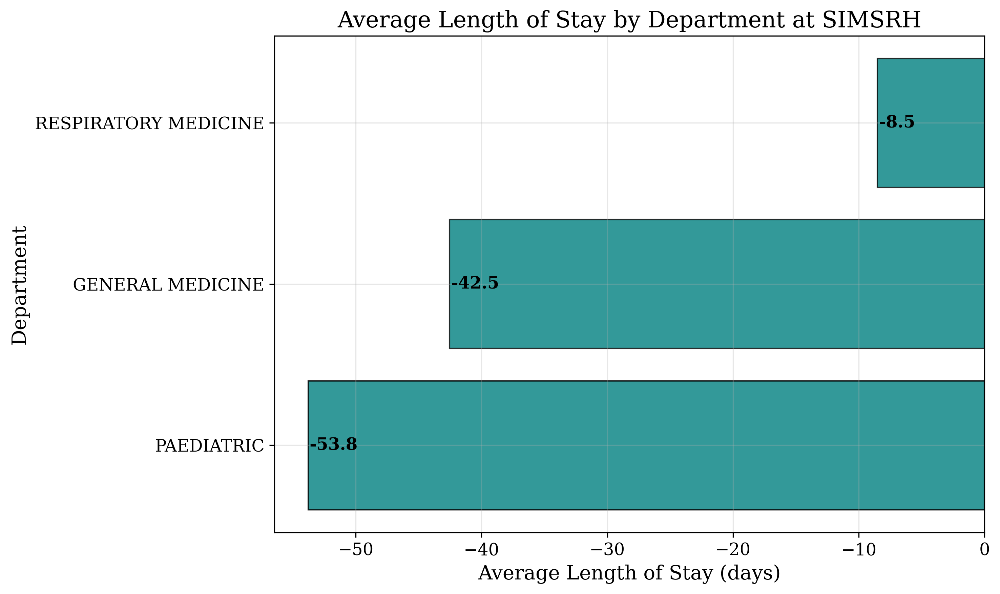 Average Length of Stay by Department at SIMSRH
Department
RESPIRATORY MEDICINE
-8.5
GENERAL MEDICINE
-42.5
PAEDIATRIC
-53.8
−50 −40 −30 −20 −10 0
Average Length of Stay (days)